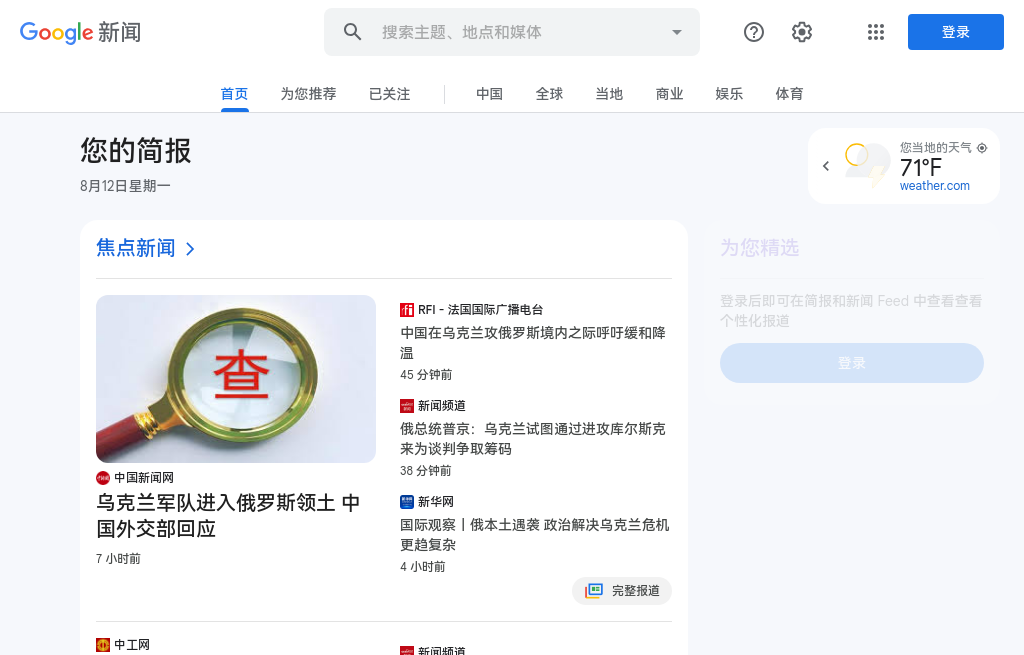 Google 新闻
搜索主题、地点和媒体
登录
首页
为您推荐
已关注
中国
全球
当地
商业
娱乐
体育
您的简报
8月12日星期一
您当地的天气
71°F
weather.com
焦点新闻
查
中国新闻网
乌克兰军队进入俄罗斯领土 中
国外交部回应
7 小时前
RFI - 法国国际广播电台
中国在乌克兰攻俄罗斯境内之际呼吁缓和降
温
45 分钟前
新闻频道
俄总统普京：乌克兰试图通过进攻库尔斯克
来为谈判争取筹码
38 分钟前
新华网
国际观察丨俄本土遇袭 政治解决乌克兰危机
更趋复杂
4 小时前
完整报道
为您精选
登录后即可在简报和新闻 Feed 中查看查看
个性化报道
登录
中工网
新闻频道